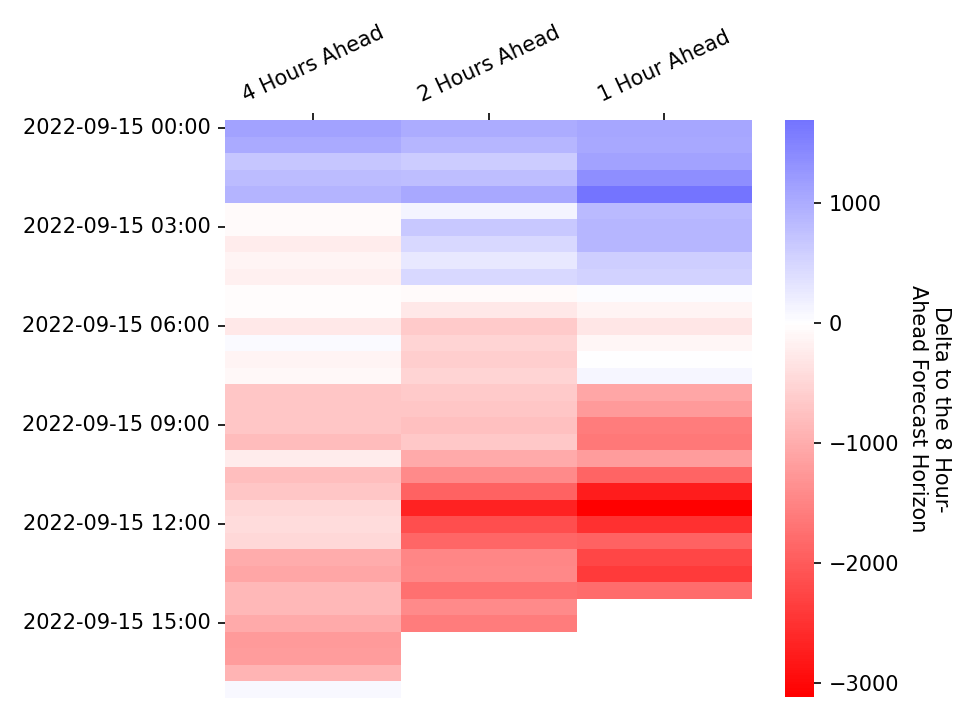 4 Hours Ahead
2 Hours Ahead
1 Hour Ahead
2022-09-15 00:00
2022-09-15 03:00
2022-09-15 06:00
2022-09-15 09:00
2022-09-15 12:00
2022-09-15 15:00
1000
0
−1000
−2000
−3000
Delta to the 8 Hour-
Ahead Forecast Horizon